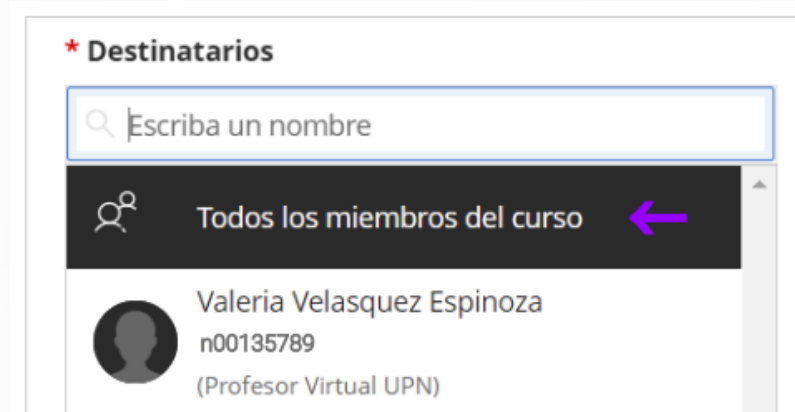 * Destinatarios
Escriba un nombre
Todos los miembros del curso
Valeria Velasquez Espinoza
n00135789
(Profesor Virtual UPN)